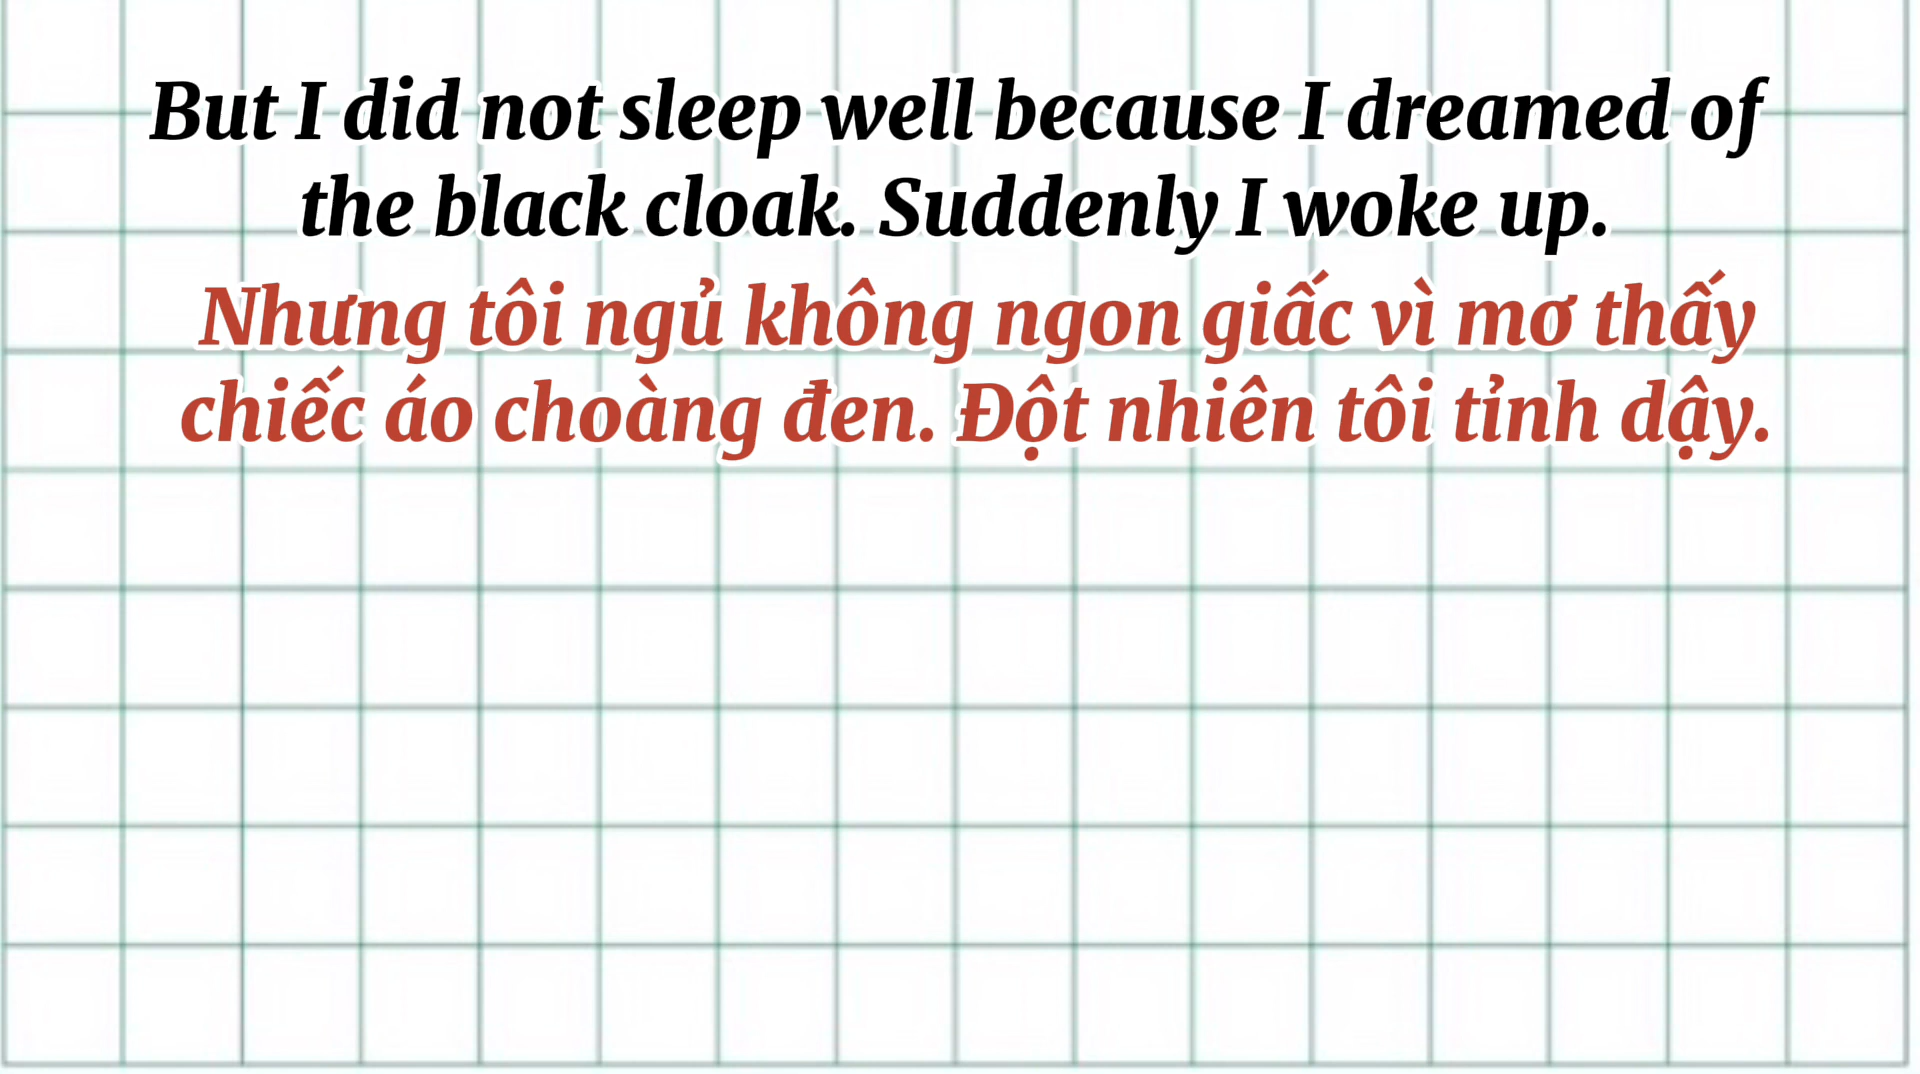 But I did not sleep well because I dreamed of
the black cloak. Suddenly I woke up.
Nhưng tôi ngủ không ngon giấc vì mơ thấy
chiếc áo choàng đen. Đột nhiên tôi tỉnh dậy.